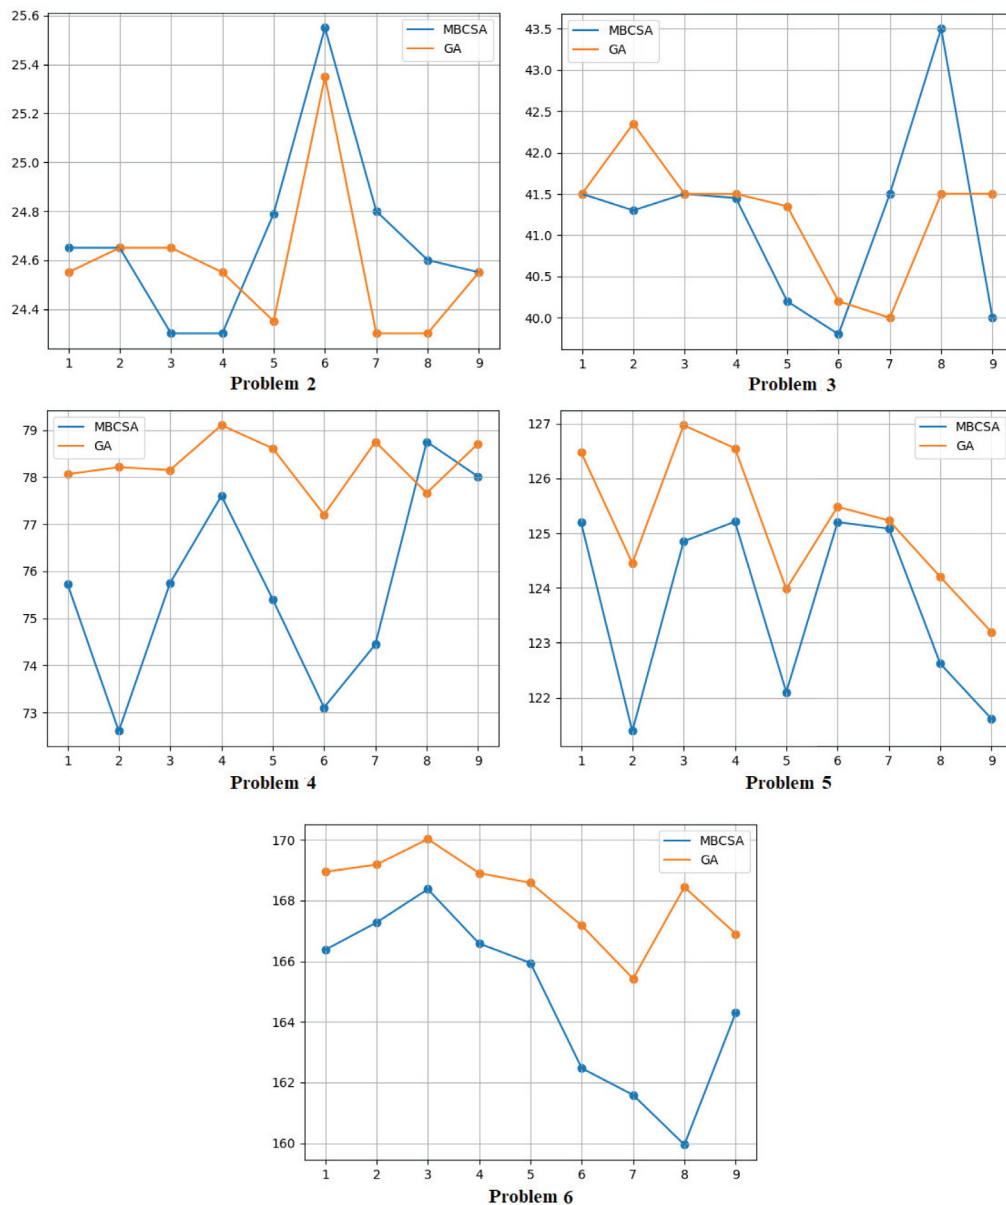 25.6
25.4
25.2
25.0
24.8
24.6
24.4
MBCSA
GA
1 2 3 4 5 6 7 8 9
Problem 2
43.5
43.0
42.5
42.0
41.5
41.0
40.5
40.0
MBCSA
GA
1 2 3 4 5 6 7 8 9
Problem 3
79
78
77
76
75
74
73
MBCSA
GA
1 2 3 4 5 6 7 8 9
Problem 4
127
126
125
124
123
122
MBCSA
GA
1 2 3 4 5 6 7 8 9
Problem 5
170
168
166
164
162
160
MBCSA
GA
1 2 3 4 5 6 7 8 9
Problem 6